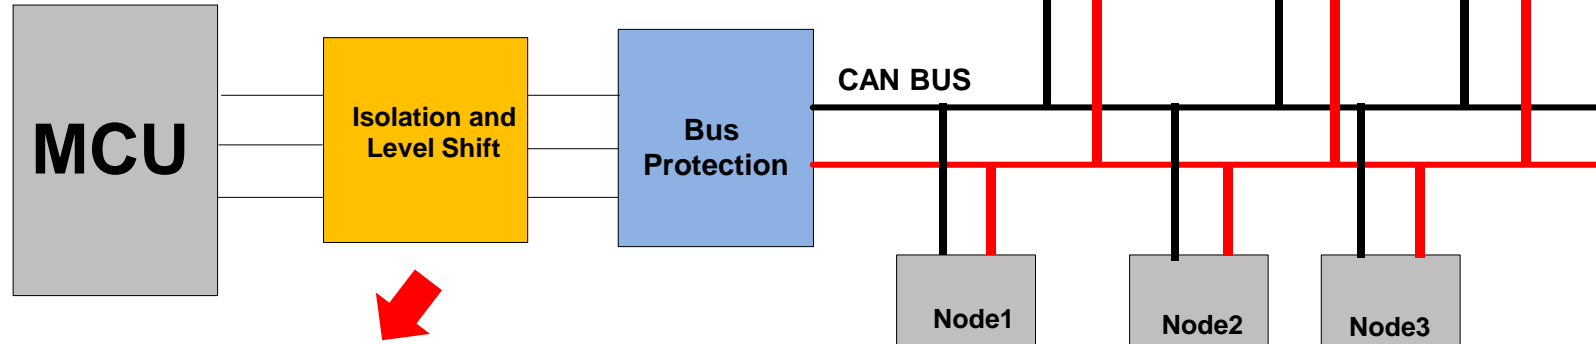 MCU
Isolation and
Level Shift
Bus
Protection
CAN BUS
Node1
Node2
Node3